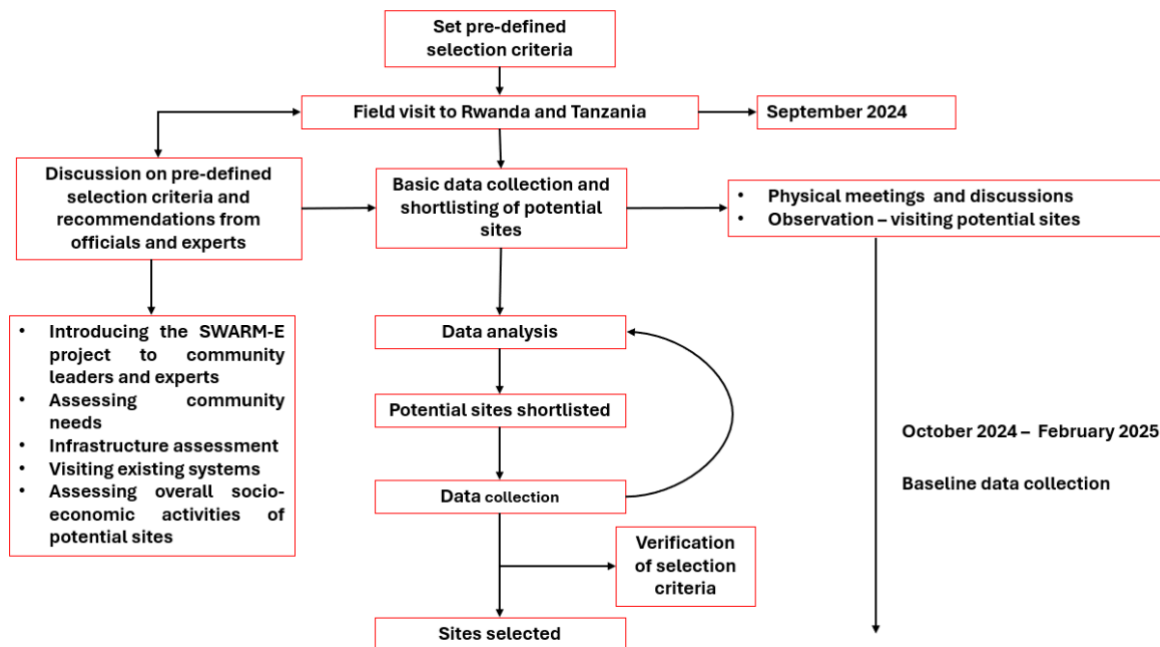 Set pre-defined
selection criteria
Field visit to Rwanda and Tanzania
September 2024
Discussion on pre-defined
selection criteria and
recommendations from
officials and experts
Basic data collection and
shortlisting of potential
sites
• Physical meetings and discussions
• Observation – visiting potential sites
• Introducing the SWARM-E
project to community
leaders and experts
• Assessing community
needs
• Infrastructure assessment
• Visiting existing systems
• Assessing overall socio-
economic activities of
potential sites
Data analysis
Potential sites shortlisted
Data collection
October 2024 – February 2025
Baseline data collection
Verification
of selection
criteria
Sites selected